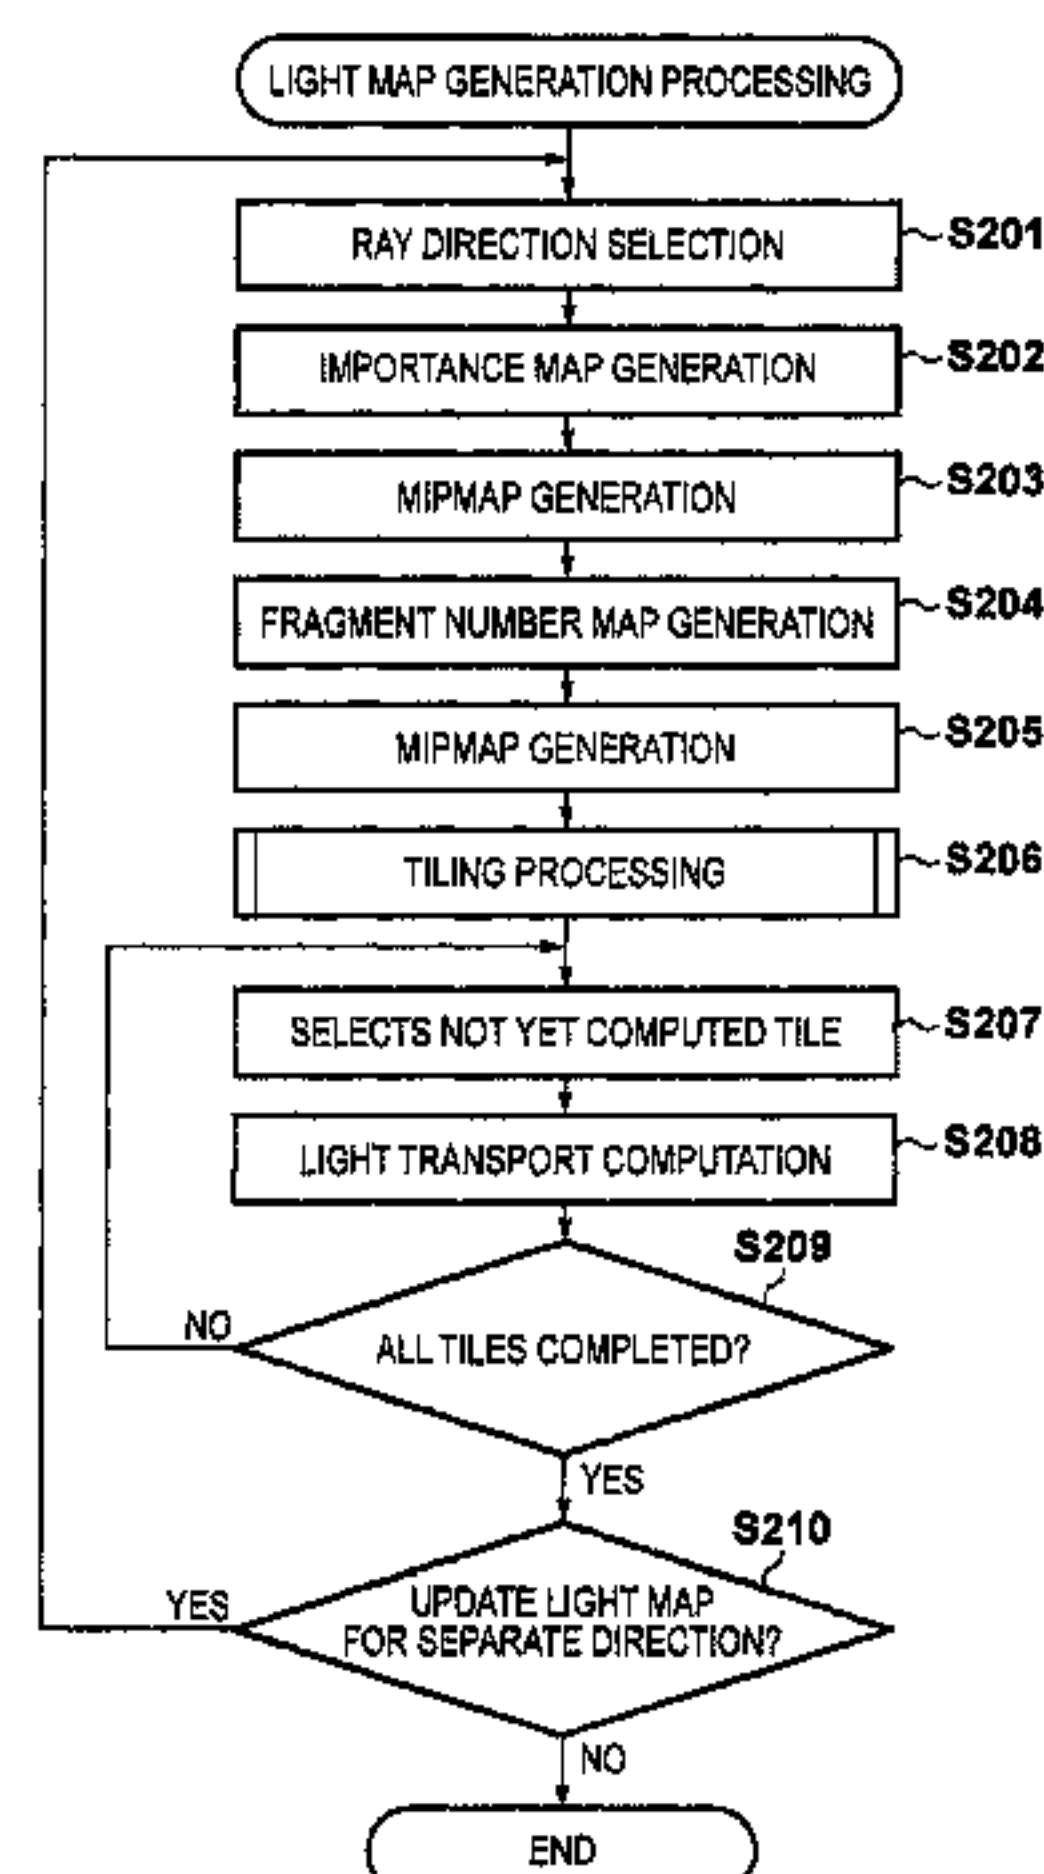 LIGHT MAP GENERATION PROCESSING
RAY DIRECTION SELECTION
S201
IMPORTANCE MAP GENERATION
S202
MIPMAP GENERATION
S203
FRAGMENT NUMBER MAP GENERATION
S204
MIPMAP GENERATION
S205
TILING PROCESSING
S206
SELECTS NOT YET COMPUTED TILE
S207
LIGHT TRANSPORT COMPUTATION
S208
S209
NO
ALL TILES COMPLETED?
YES
S210
YES
UPDATE LIGHT MAP
FOR SEPARATE DIRECTION?
NO
END